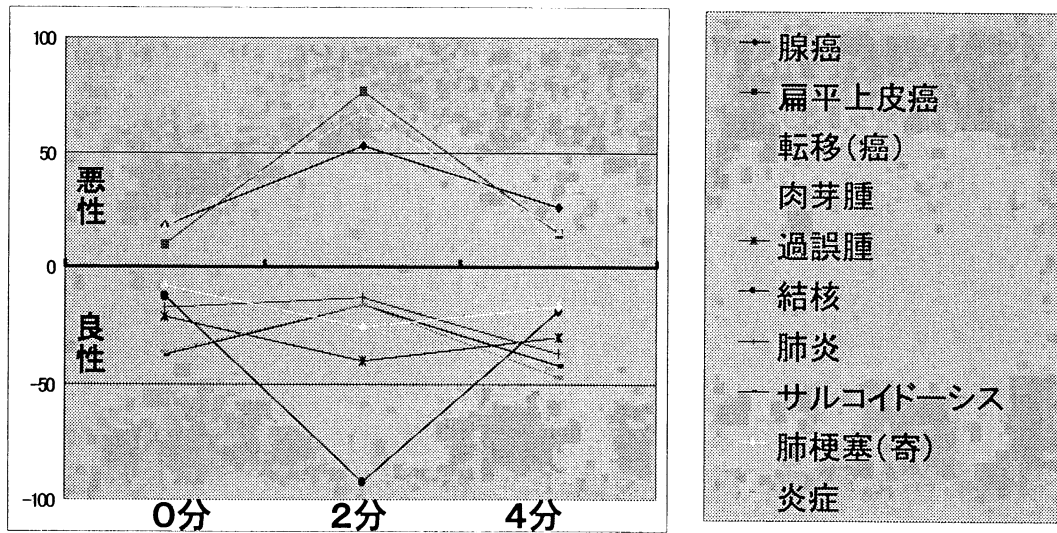 100
50
0
-50
-100
悪性
良性
0分
2分
4分
腺癌
扁平上皮癌
転移(癌)
肉芽腫
過誤腫
結核
肺炎
サルコイドーシス
肺梗塞(寄)
炎症